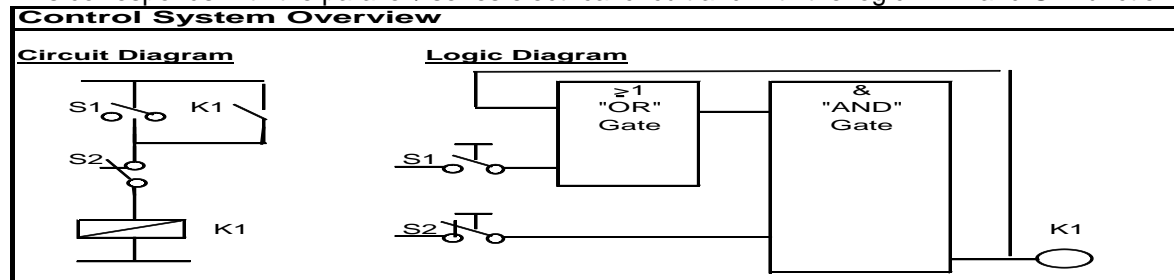 Control System Overview
Circuit Diagram
Logic Diagram
S1
K1
S2
K1
≥1
"OR"
Gate
&
"AND"
Gate
S1
S2
K1